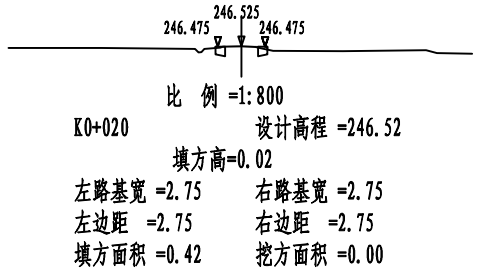 246.525
246.475 246.475
比 例 =1:800
K0+020 设计高程 =246.52
填方高=0.02
左路基宽 =2.75 右路基宽 =2.75
左边距 =2.75 右边距 =2.75
填方面积 =0.42 挖方面积 =0.00